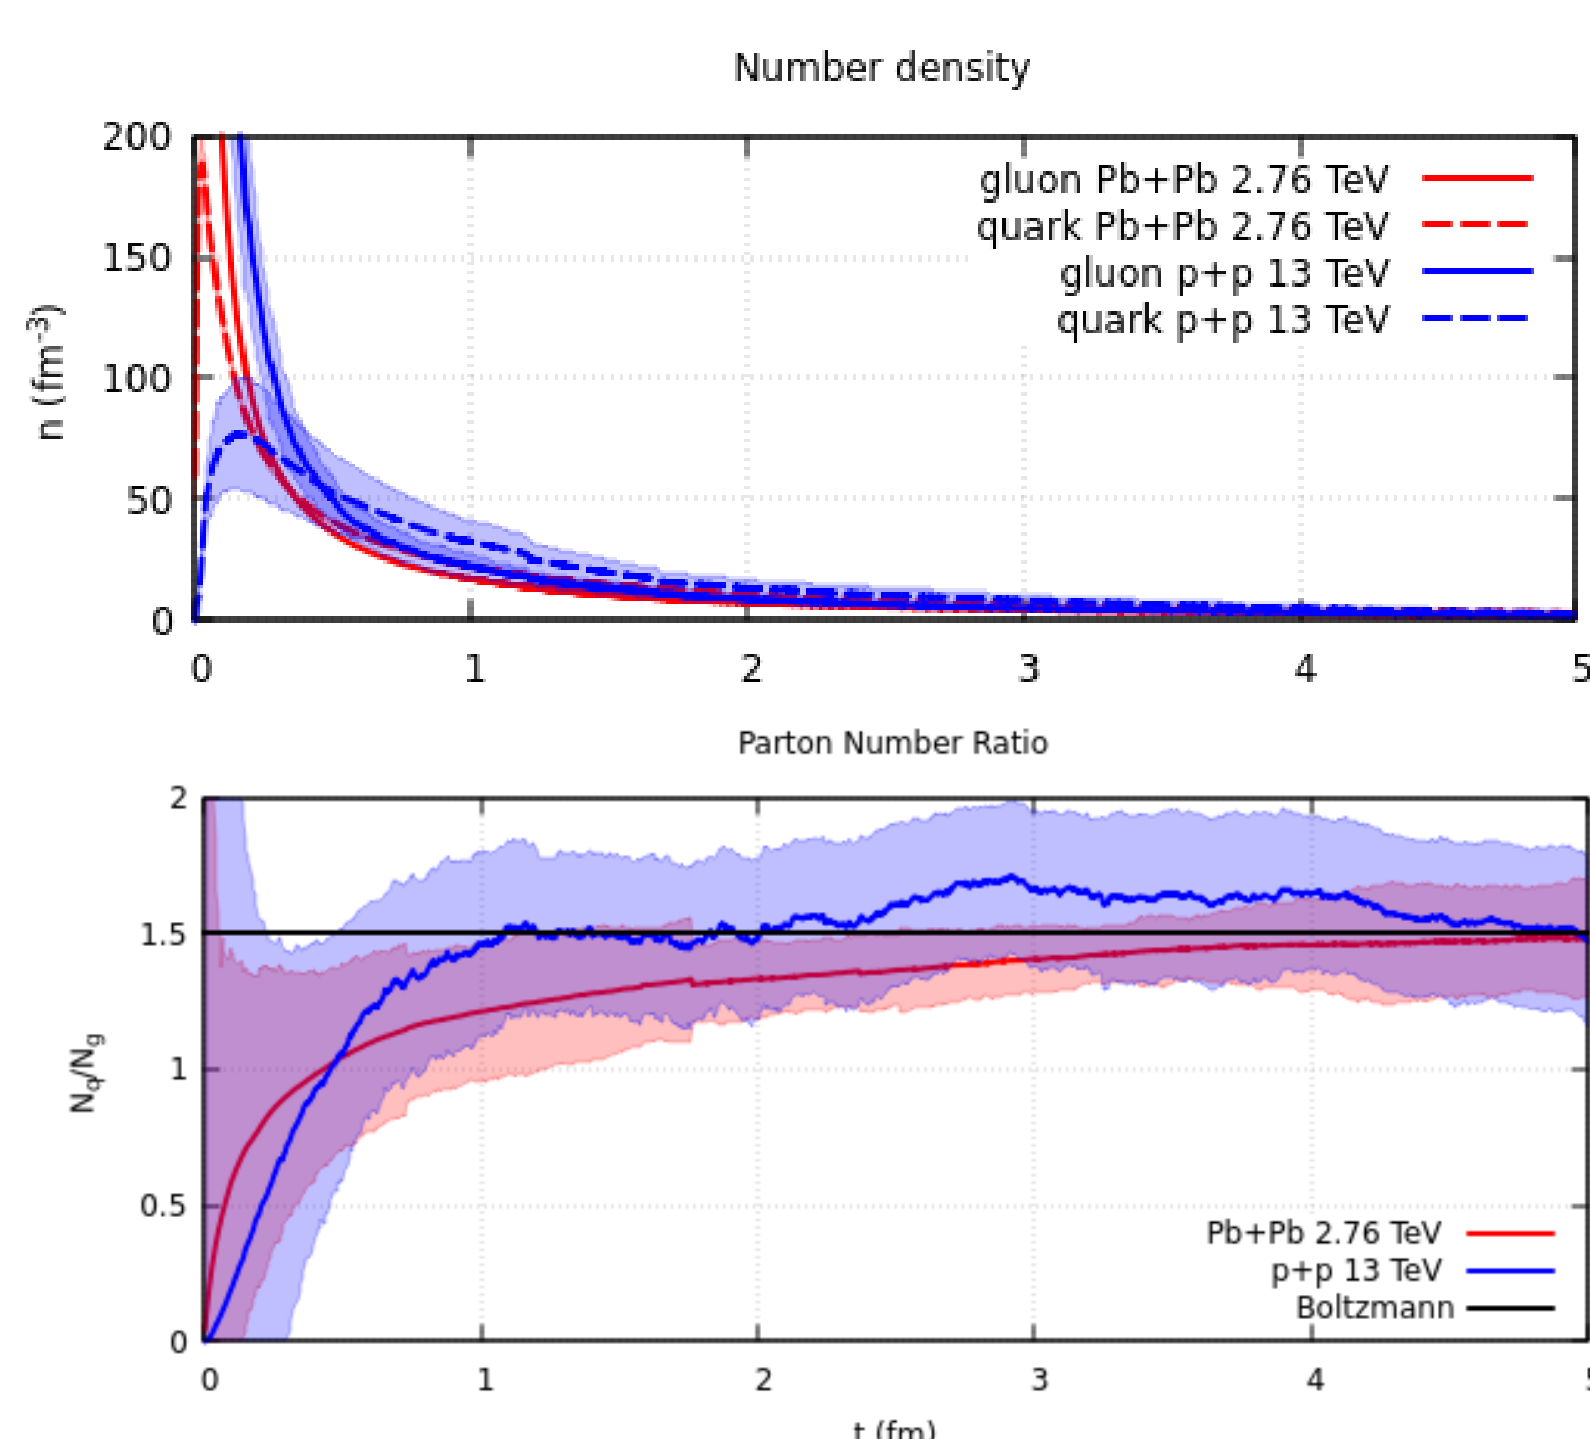 Number density
n (fm⁻³)
200
150
100
50
0
gluon Pb+Pb 2.76 TeV
quark Pb+Pb 2.76 TeV
gluon p+p 13 TeV
quark p+p 13 TeV
0 1 2 3 4 5
Parton Number Ratio
Nq/Ng
2
1.5
1
0.5
0
Pb+Pb 2.76 TeV
p+p 13 TeV
Boltzmann
0 1 2 3 4 5
t (fm)